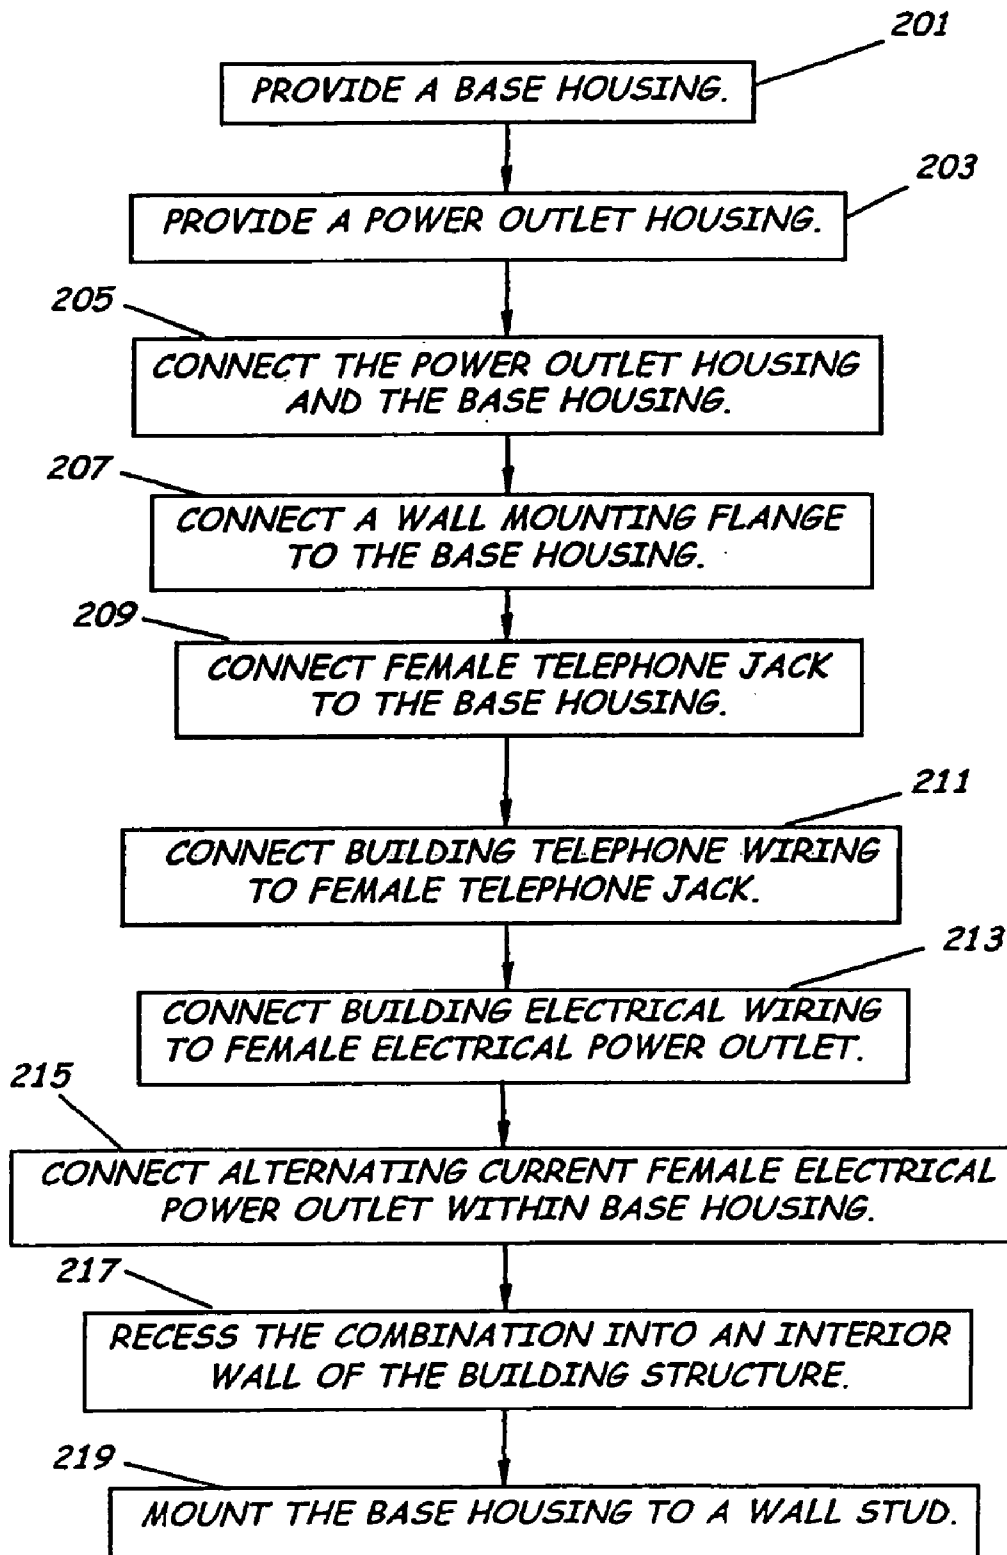 201
PROVIDE A BASE HOUSING.
203
PROVIDE A POWER OUTLET HOUSING.
205
CONNECT THE POWER OUTLET HOUSING
AND THE BASE HOUSING.
207
CONNECT A WALL MOUNTING FLANGE
TO THE BASE HOUSING.
209
CONNECT FEMALE TELEPHONE JACK
TO THE BASE HOUSING.
211
CONNECT BUILDING TELEPHONE WIRING
TO FEMALE TELEPHONE JACK.
213
CONNECT BUILDING ELECTRICAL WIRING
TO FEMALE ELECTRICAL POWER OUTLET.
215
CONNECT ALTERNATING CURRENT FEMALE ELECTRICAL
POWER OUTLET WITHIN BASE HOUSING.
217
RECESS THE COMBINATION INTO AN INTERIOR
WALL OF THE BUILDING STRUCTURE.
219
MOUNT THE BASE HOUSING TO A WALL STUD.